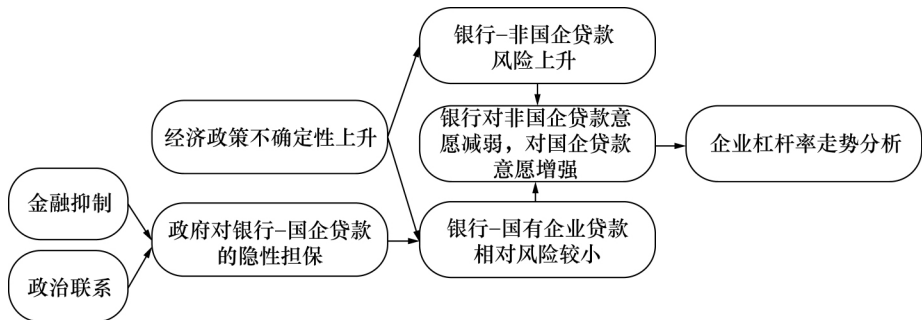 银行-非国企贷款
风险上升
经济政策不确定性上升
银行对非国企贷款意
愿减弱，对国企贷款
意愿增强
企业杠杆率走势分析
金融抑制
政府对银行-国企贷款
的隐性担保
银行-国有企业贷款
相对风险较小
政治联系